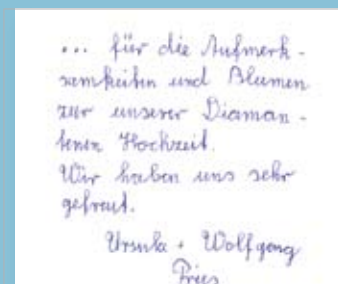 ... für die Aufmerk-
samkeiten und Blumen
zur unserer Diaman-
tenen Hochzeit.
Wir haben uns sehr
gefreut.
Ursula + Wolfgang
Pries